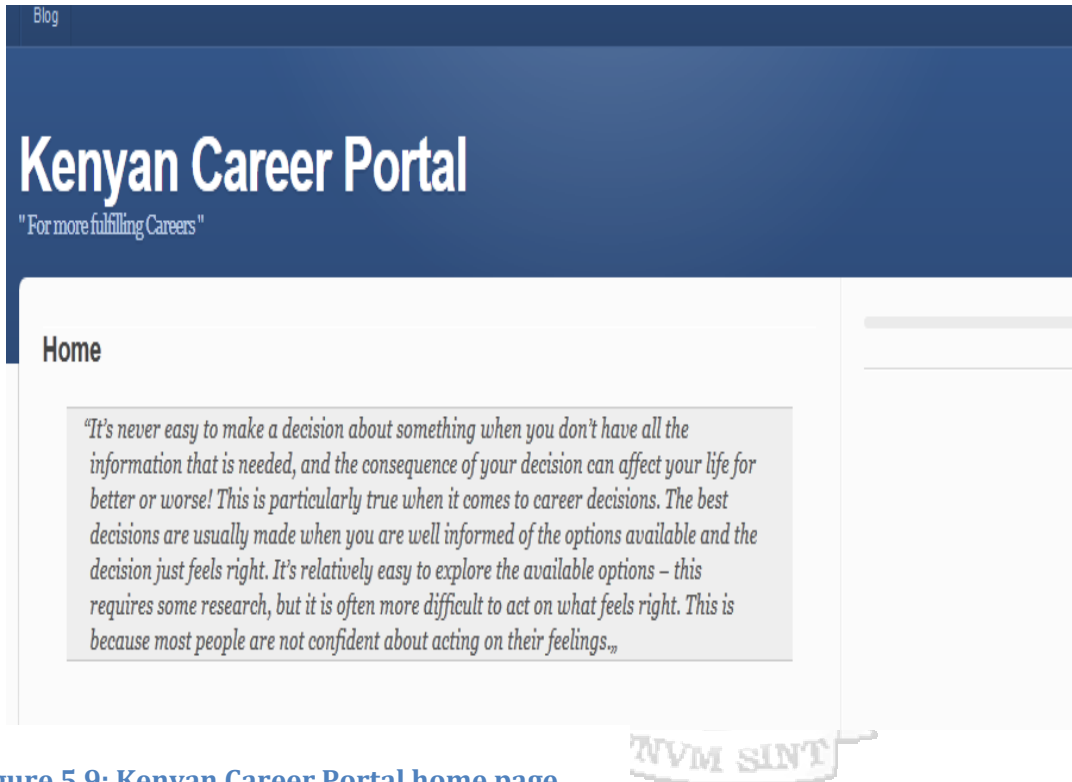 Blog
Kenyan Career Portal
" For more fulfilling Careers "
Home
“It’s never easy to make a decision about something when you don’t have all the
information that is needed, and the consequence of your decision can affect your life for
better or worse! This is particularly true when it comes to career decisions. The best
decisions are usually made when you are well informed of the options available and the
decision just feels right. It’s relatively easy to explore the available options – this
requires some research, but it is often more difficult to act on what feels right. This is
because most people are not confident about acting on their feelings.„
VVM SINT
gure 5.9: Kenyan Career Portal home page